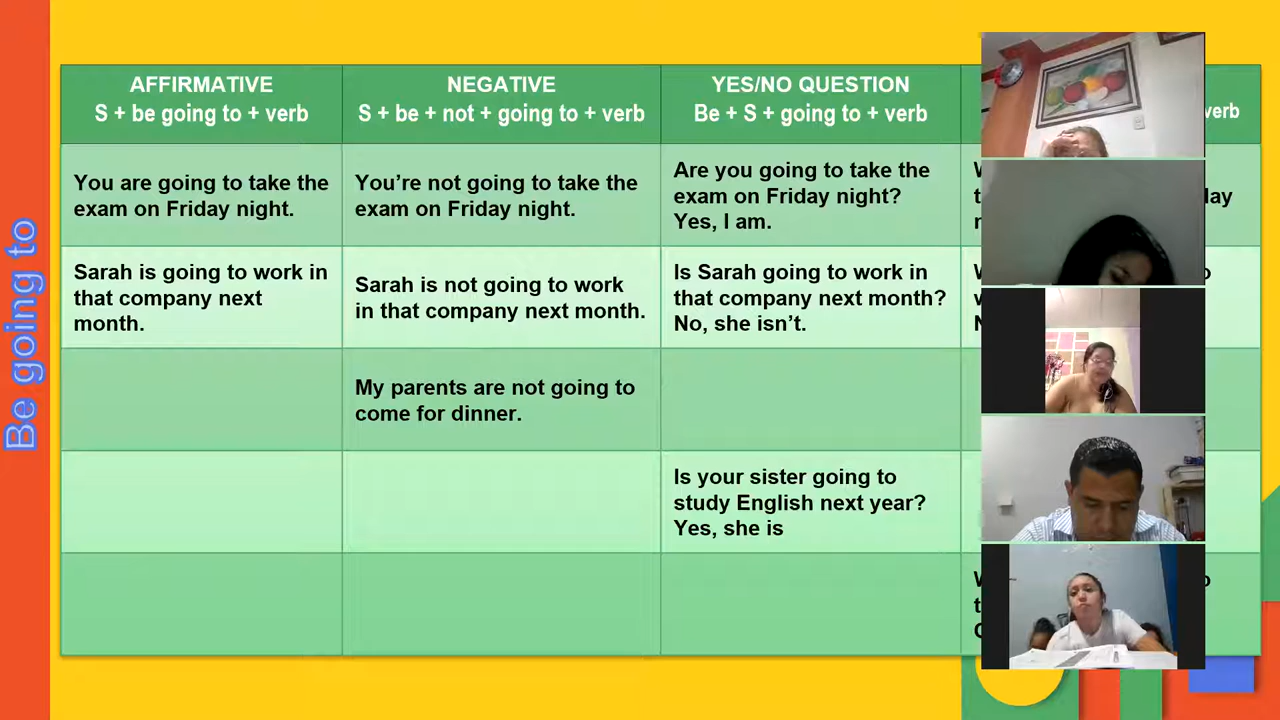 Be going to
AFFIRMATIVE
S + be going to + verb
NEGATIVE
S + be + not + going to + verb
YES/NO QUESTION
Be + S + going to + verb
verb
You are going to take the
exam on Friday night.
You're not going to take the
exam on Friday night.
Are you going to take the
exam on Friday night?
Yes, I am.
Sarah is going to work in
that company next
month.
Sarah is not going to work
in that company next month.
Is Sarah going to work in
that company next month?
No, she isn't.
My parents are not going to
come for dinner.
Is your sister going to
study English next year?
Yes, she is